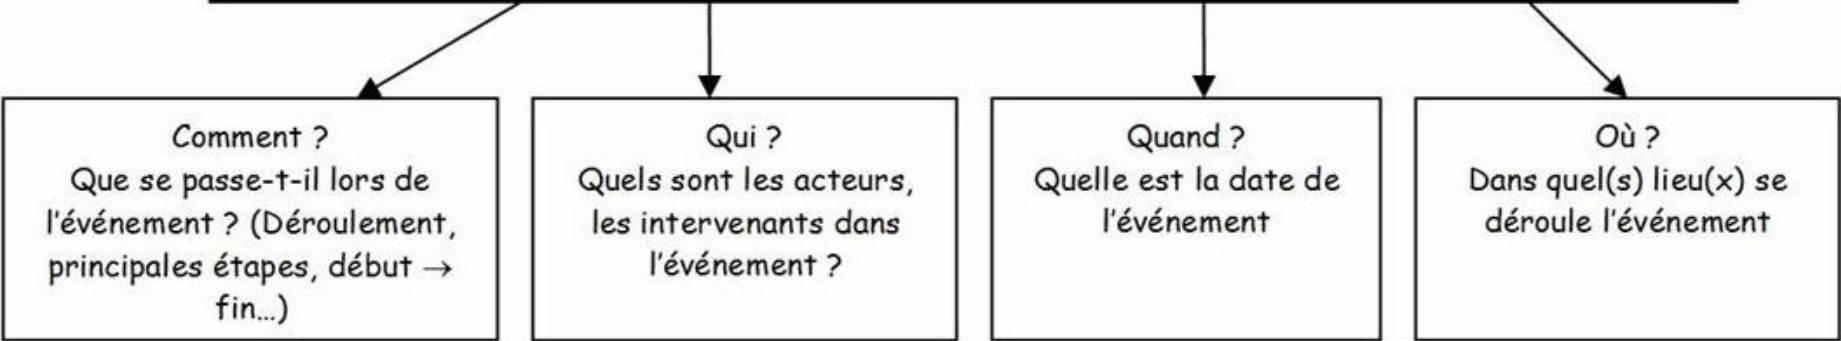 Comment ?
Que se passe-t-il lors de
l'événement ? (Déroulement,
principales étapes, début →
fin…)
Qui ?
Quels sont les acteurs,
les intervenants dans
l'événement ?
Quand ?
Quelle est la date de
l'événement
Où ?
Dans quel(s) lieu(x) se
déroule l'événement